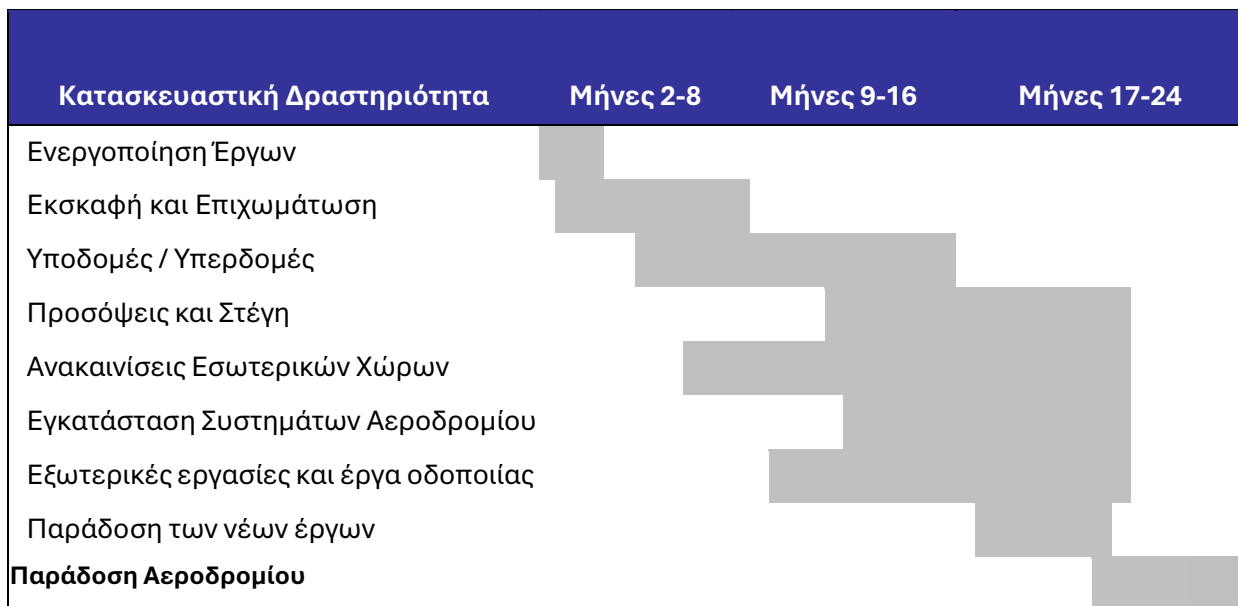 Κατασκευαστική Δραστηριότητα Μήνες 2-8 Μήνες 9-16 Μήνες 17-24
Ενεργοποίηση Έργων
Εκσκαφή και Επιχωμάτωση
Υποδομές / Υπερδομές
Προσόψεις και Στέγη
Ανακαινίσεις Εσωτερικών Χώρων
Εγκατάσταση Συστημάτων Αεροδρομίου
Εξωτερικές εργασίες και έργα οδοποιίας
Παράδοση των νέων έργων
Παράδοση Αεροδρομίου